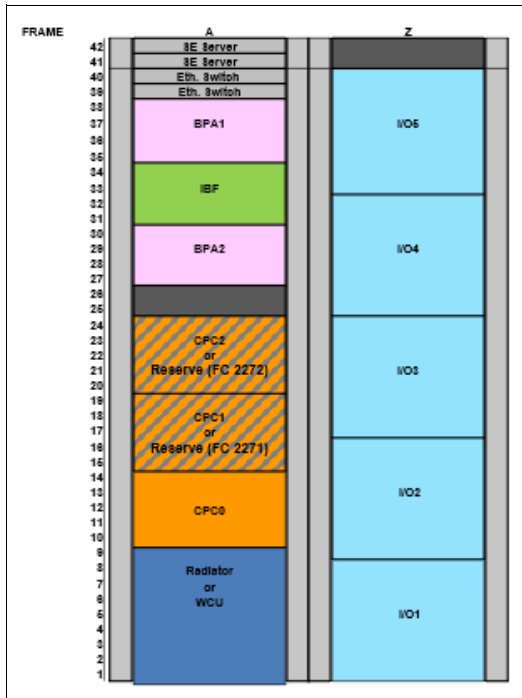 FRAME
A
Z
42
SE Server
41
SE Server
40
Eth. Switch
39
Eth. Switch
38
37
BPA1
I/O5
36
35
34
33
IBF
32
31
30
29
BPA2
I/O4
28
27
26
25
24
23
CPC2
22
or
21
Reserve (FC 2272)
I/O3
20
19
18
CPC1
17
or
16
Reserve (FC 2271)
15
14
13
I/O2
12
CPC0
11
10
9
8
Radiator
7
or
6
WCU
5
I/O1
4
3
2
1